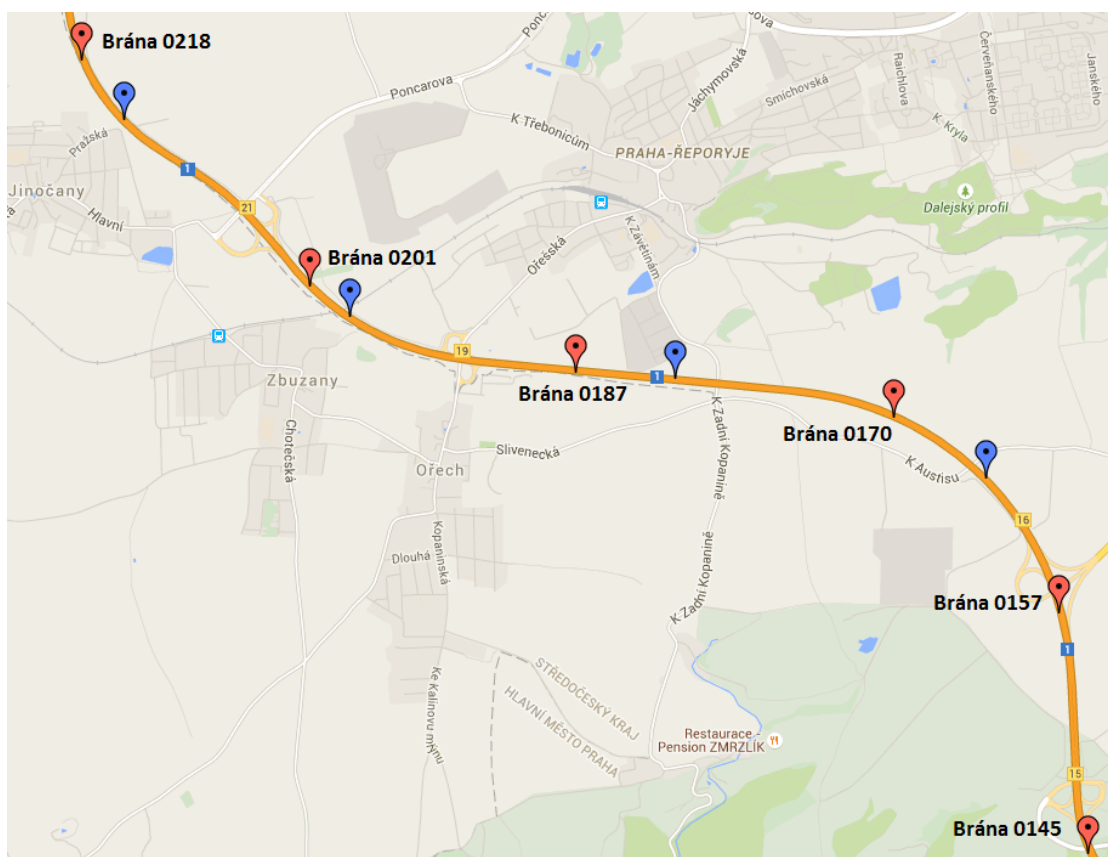 Brána 0218
Poncarova
Pražská
1
Jinočany
Hlavní
21
K Třebonicům
Jáchymovská
Smíchovská
Raichlova
Červeňanského
Janského
K. Kryla
PRAHA-ŘEPORYJE
Dalejský profil
K Závětinám
Ořešská
Brána 0201
19
Zbuzany
Brána 0187
1
Brána 0170
K Zadní Kopanině
Chotečská
Slivenecká
Ořech
K Austisu
16
Kopaninská
Dlouhá
K Zadní Kopanině
Brána 0157
1
Ke Kalinovu mlýnu
STŘEDOČESKÝ KRAJ
HLAVNÍ MĚSTO PRAHA
Restaurace -
Pension ZMRZLÍK
15
Brána 0145